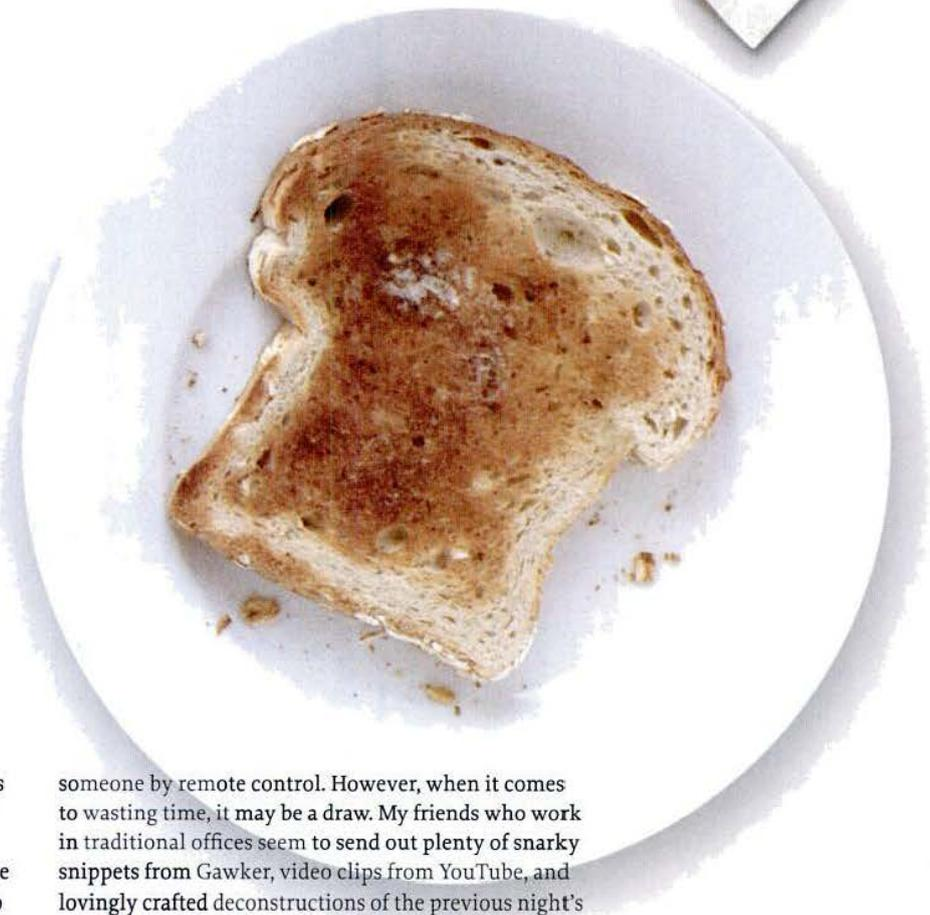 someone by remote control. However, when it comes
to wasting time, it may be a draw. My friends who work
in traditional offices seem to send out plenty of snarky
snippets from Gawker, video clips from YouTube, and
lovingly crafted deconstructions of the previous night's